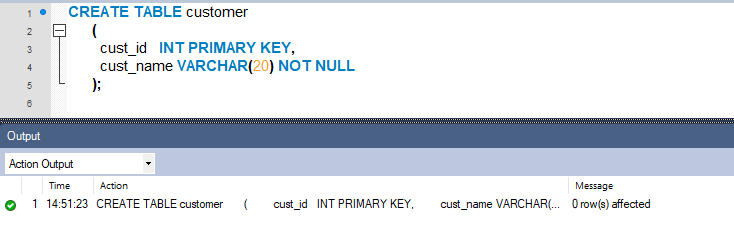 1 CREATE TABLE customer
2 (
3 cust_id INT PRIMARY KEY,
4 cust_name VARCHAR(20) NOT NULL
5 );
6
Output
Action Output
Time Action Message
1 14:51:23 CREATE TABLE customer ( cust_id INT PRIMARY KEY, cust_name VARCHAR(... 0 row(s) affected